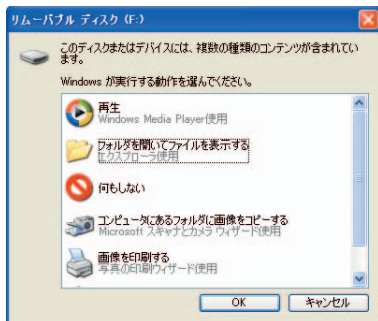 リムーバブル ディスク (F:)
このディスクまたはデバイスには、複数の種類のコンテンツが含まれてい
ます。
Windows が実行する動作を選んでください。
再生
Windows Media Player使用
フォルダを開いてファイルを表示する
エクスプローラ使用
何もしない
コンピュータにあるフォルダに画像をコピーする
Microsoft スキャナとカメラ ウィザード使用
画像を印刷する
写真の印刷ウィザード使用
OK
キャンセル